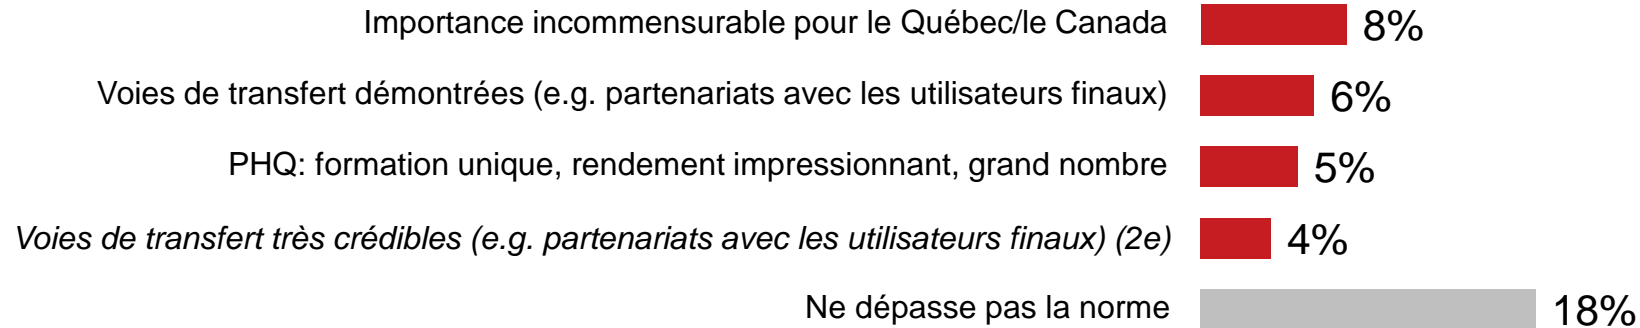 Importance incommensurable pour le Québec/le Canada 8%
Voies de transfert démontrées (e.g. partenariats avec les utilisateurs finaux) 6%
PHQ: formation unique, rendement impressionnant, grand nombre 5%
Voies de transfert très crédibles (e.g. partenariats avec les utilisateurs finaux) (2e) 4%
Ne dépasse pas la norme 18%